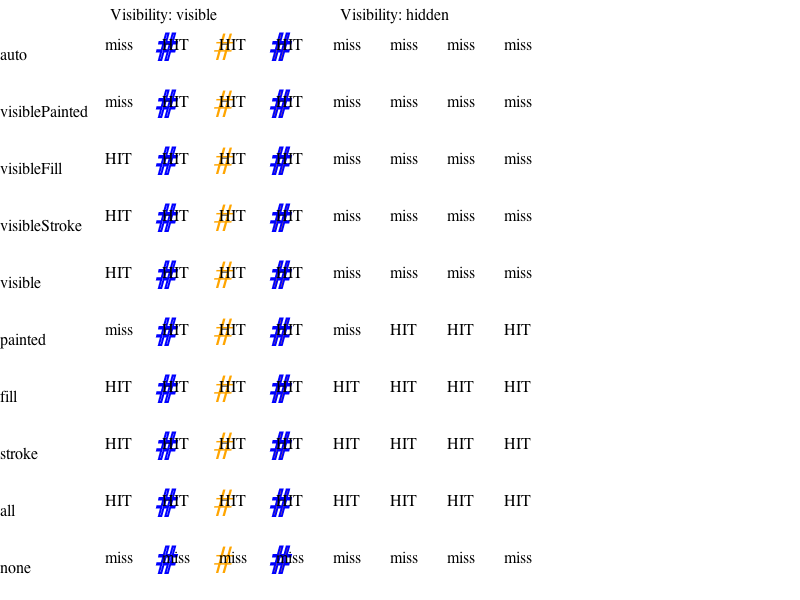 Visibility: visible Visibility: hidden
auto miss # HIT # HIT # HIT miss miss miss miss
visiblePainted miss # HIT # HIT # HIT miss miss miss miss
visibleFill HIT # HIT # HIT # HIT miss miss miss miss
visibleStroke HIT # HIT # HIT # HIT miss miss miss miss
visible HIT # HIT # HIT # HIT miss miss miss miss
painted miss # HIT # HIT # HIT miss HIT HIT HIT
fill HIT # HIT # HIT # HIT HIT HIT HIT HIT
stroke HIT # HIT # HIT # HIT HIT HIT HIT HIT
all HIT # HIT # HIT # HIT HIT HIT HIT HIT
none miss # miss # miss # miss miss miss miss miss